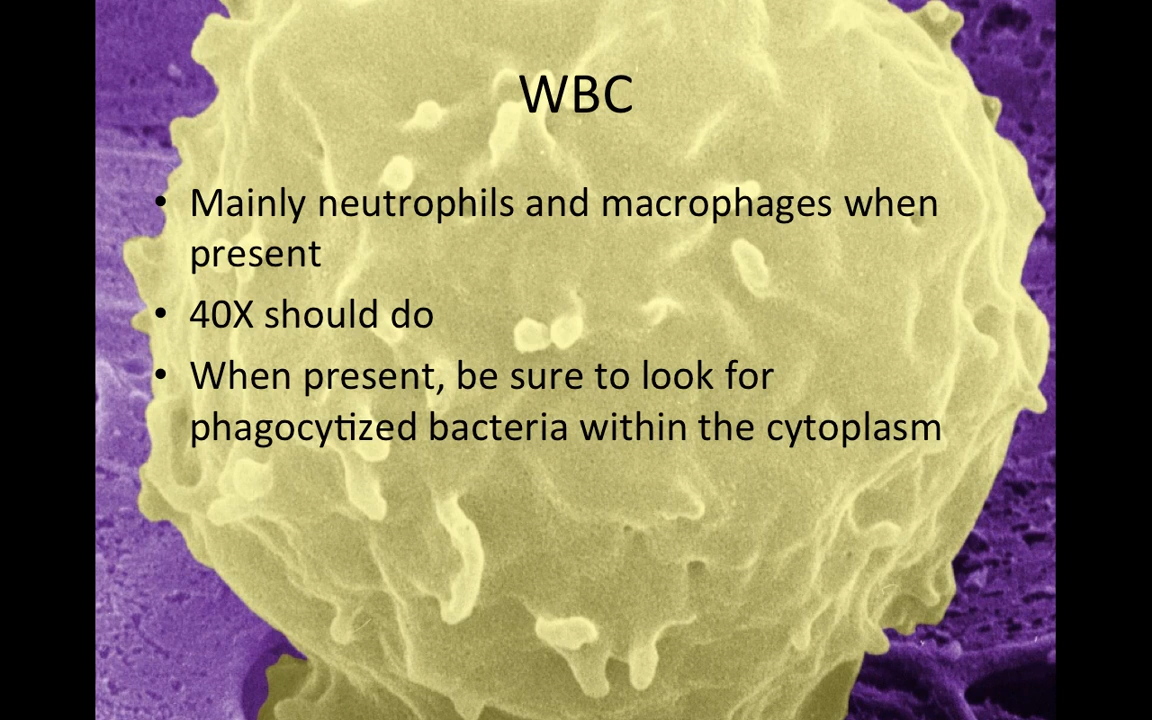 WBC
• Mainly neutrophils and macrophages when
present
• 40X should do
• When present, be sure to look for
phagocytized bacteria within the cytoplasm